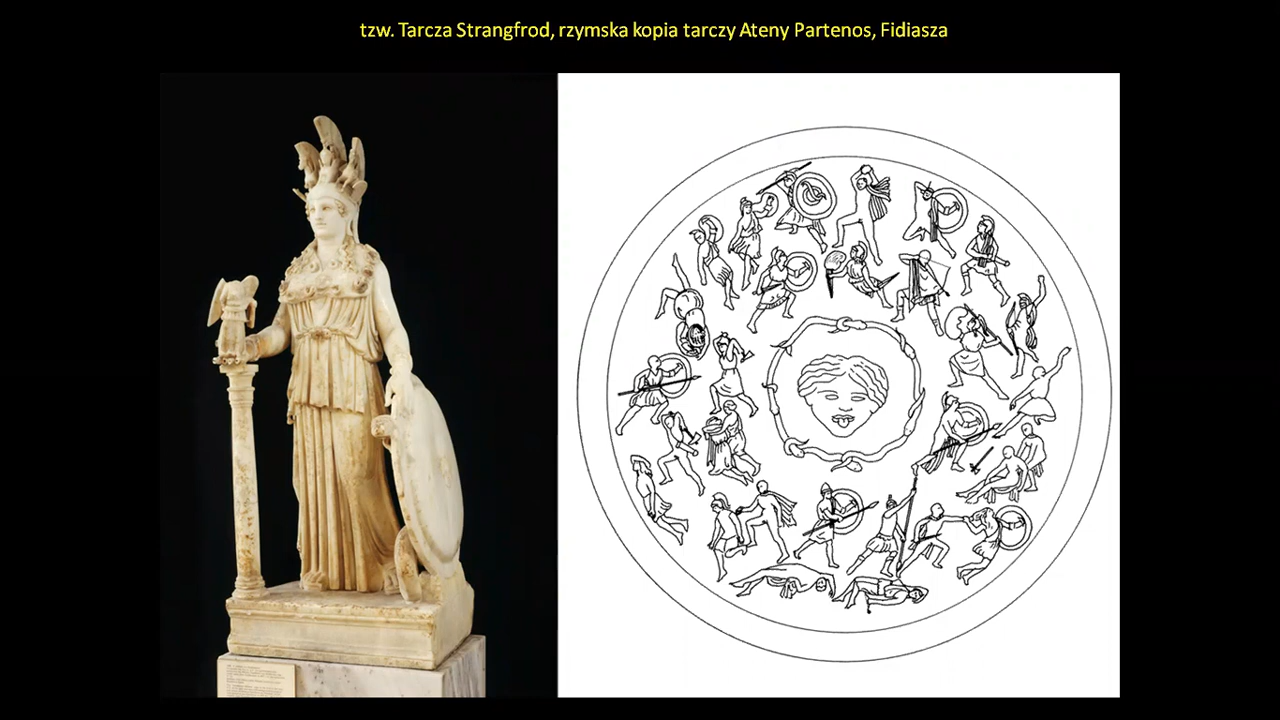 tzw. Tarcza Strangfrod, rzymska kopia tarczy Ateny Partenos, Fidiasza